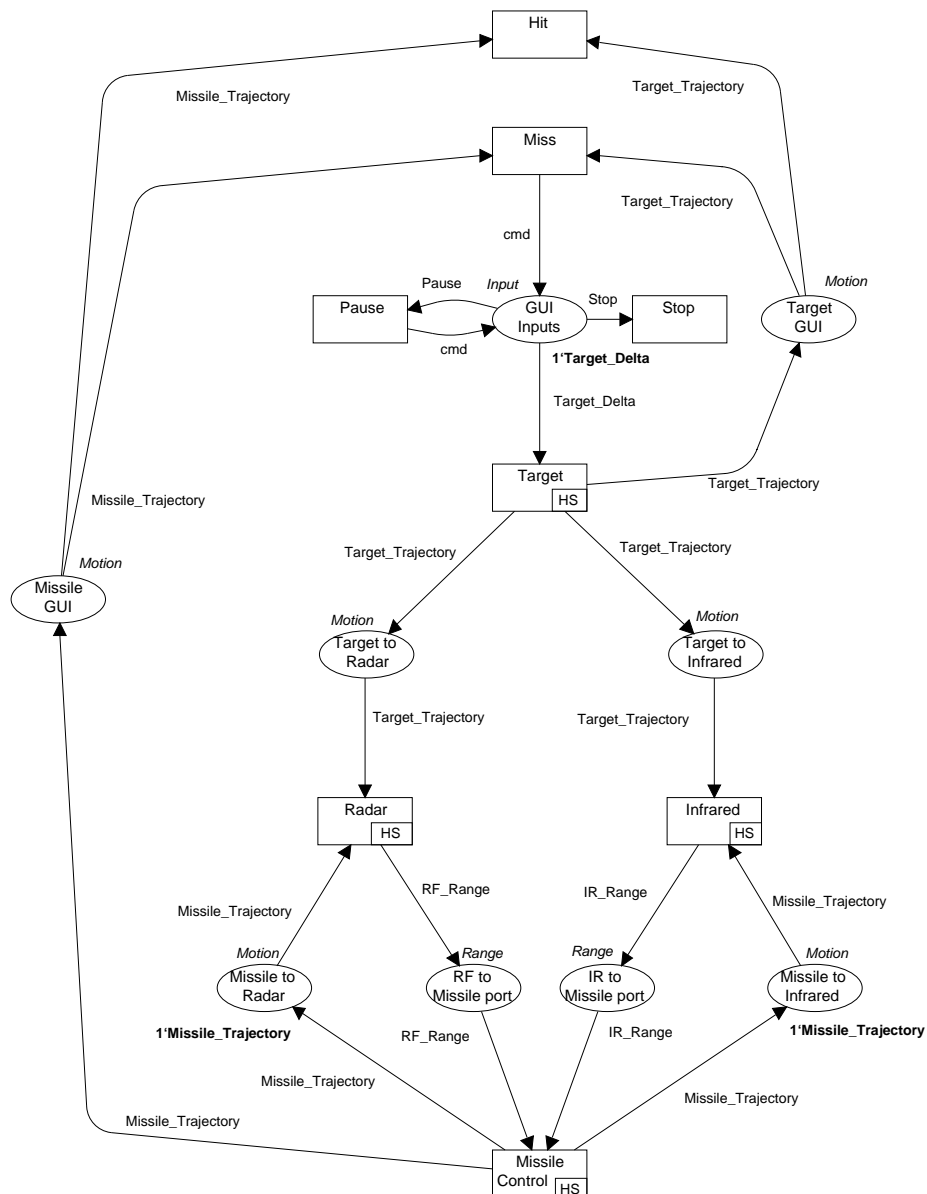 Hit
Missile_Trajectory
Target_Trajectory
Miss
Target_Trajectory
cmd
Pause
Input
Motion
Pause
GUI
Inputs
Stop
Stop
Target
GUI
cmd
1‘Target_Delta
Target_Delta
Target
HS
Target_Trajectory
Missile_Trajectory
Target_Trajectory
Target_Trajectory
Motion
Missile
GUI
Motion
Motion
Target to
Radar
Target to
Infrared
Target_Trajectory
Target_Trajectory
Radar
HS
Infrared
HS
RF_Range
IR_Range
Missile_Trajectory
Missile_Trajectory
Motion
Range
Range
Motion
Missile to
Radar
RF to
Missile port
IR to
Missile port
Missile to
Infrared
1‘Missile_Trajectory
RF_Range
IR_Range
1‘Missile_Trajectory
Missile_Trajectory
Missile_Trajectory
Missile_Trajectory
Missile
Control
HS